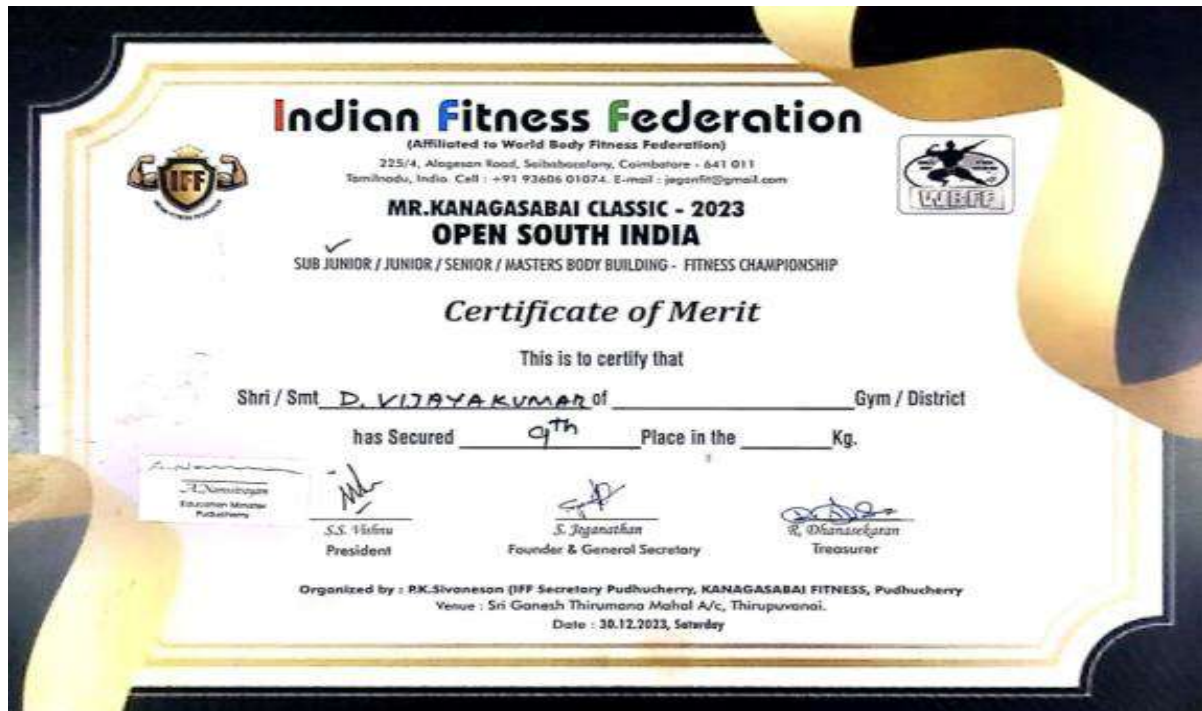 Indian Fitness Federation
(Affiliated to World Body Fitness Federation)
225/4, Alagesan Road, Saibabacolony, Coimbatore - 641 011
Tamilnadu, India. Cell : +91 93606 01074. E-mail : jeganfit@gmail.com
IFF
WBFF
MR.KANAGASABAI CLASSIC - 2023
OPEN SOUTH INDIA
SUB JUNIOR / JUNIOR / SENIOR / MASTERS BODY BUILDING - FITNESS CHAMPIONSHIP
Certificate of Merit
This is to certify that
Shri / Smt D. VIJAYAKUMAR of Gym / District
has Secured 9th Place in the Kg.
Education Minister
Puducherry
S.S. Vishnu
President
S. Jeganathan
Founder & General Secretary
R. Dhanasekaran
Treasurer
Organized by : P.K.Sivanesan (IFF Secretary Pudhucherry, KANAGASABAI FITNESS, Pudhucherry
Venue : Sri Ganesh Thirumana Mahal A/c, Thirupuvanai.
Date : 30.12.2023, Saturday